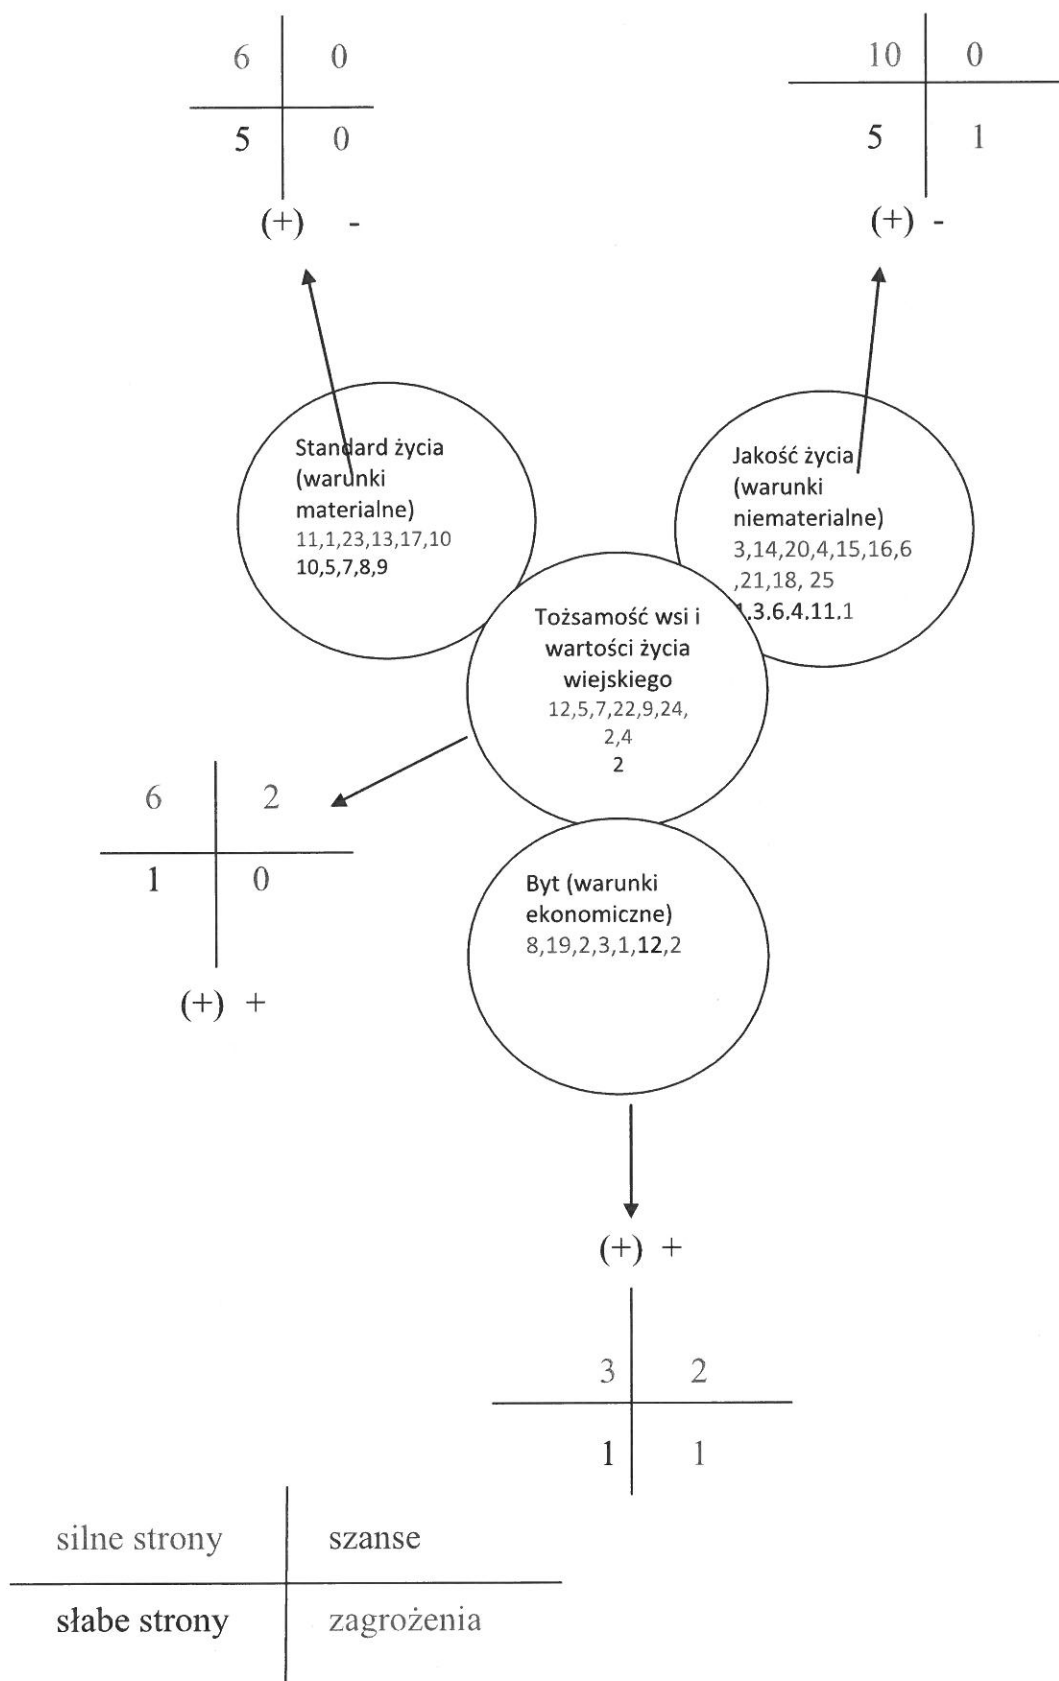 6 0
5 0
(+) -
10 0
5 1
(+) -
Standard życia
(warunki
materialne)
11,1,23,13,17,10
10,5,7,8,9
Jakość życia
(warunki
niematerialne)
3,14,20,4,15,16,6
,21,18, 25
1,3,6,4,11,1
Tożsamość wsi i
wartości życia
wiejskiego
12,5,7,22,9,24,
2,4
2
6 2
1 0
(+) +
Byt (warunki
ekonomiczne)
8,19,2,3,1,12,2
(+) +
3 2
1 1
silne strony szanse
słabe strony zagrożenia